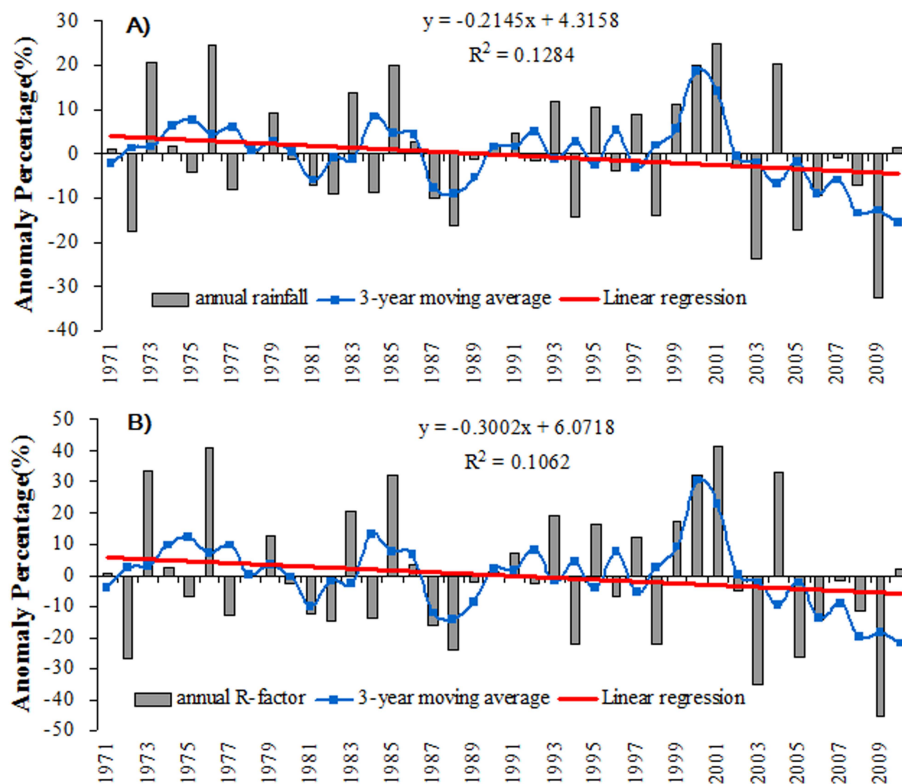 A)
y = -0.2145x + 4.3158
R² = 0.1284
Anomaly Percentage(%)
30
20
10
0
-10
-20
-30
-40
annual rainfall 3-year moving average Linear regression
1971 1973 1975 1977 1979 1981 1983 1985 1987 1989 1991 1993 1995 1997 1999 2001 2003 2005 2007 2009
B)
y = -0.3002x + 6.0718
R² = 0.1062
Anomaly Percentage(%)
50
40
30
20
10
0
-10
-20
-30
-40
-50
annual R-factor 3-year moving average Linear regression
1971 1973 1975 1977 1979 1981 1983 1985 1987 1989 1991 1993 1995 1997 1999 2001 2003 2005 2007 2009